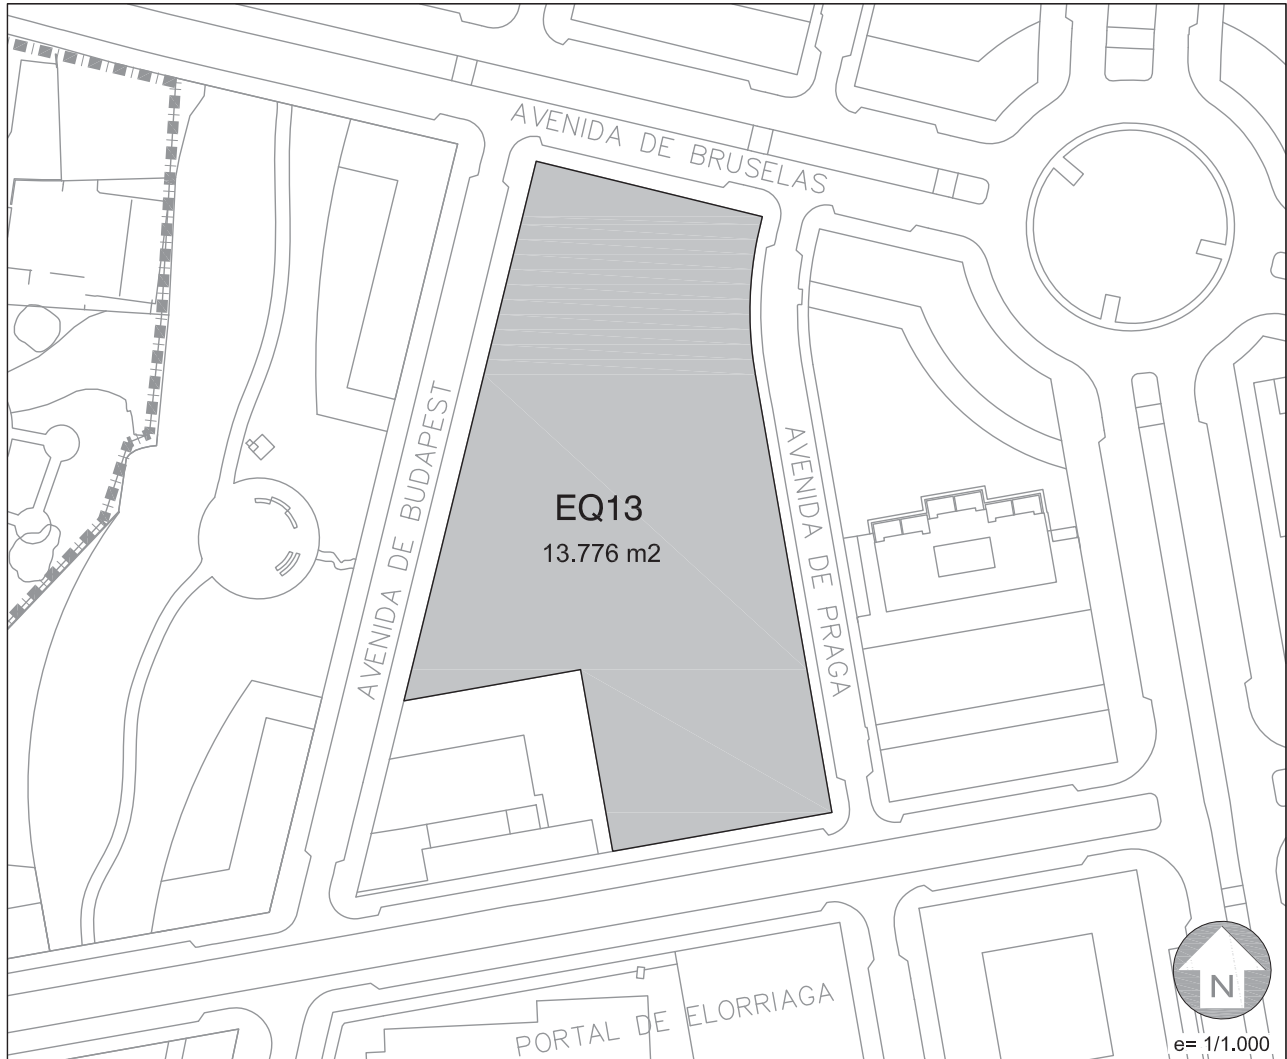 AVENIDA DE BRUSELAS
AVENIDA DE BUDAPEST
AVENIDA DE PRAGA
EQ13
13.776 m2
PORTAL DE ELORRIAGA
N
e= 1/1.000